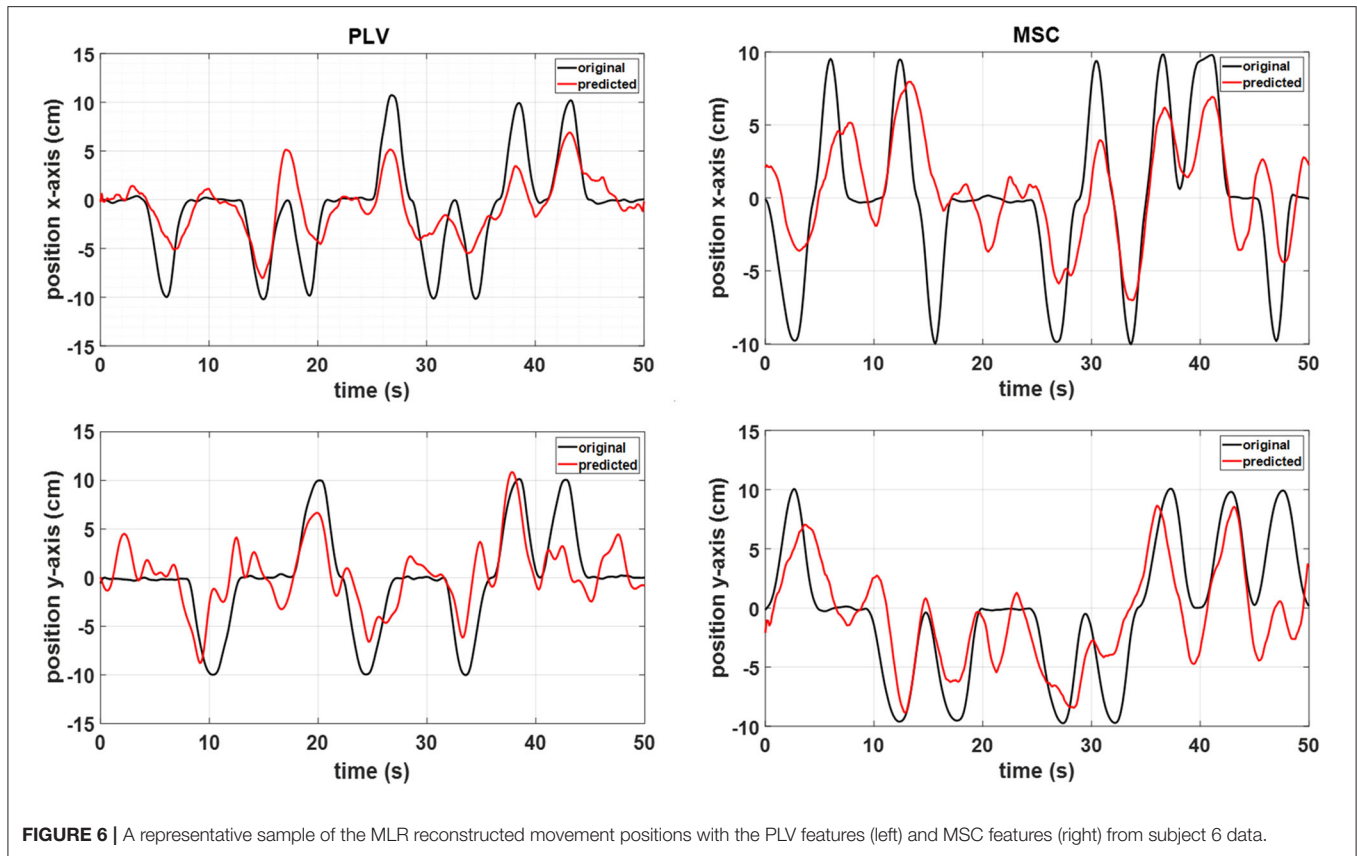 PLV
15
10
5
0
-5
-10
-15
0
10
20
30
40
50
position x-axis (cm)
time (s)
original
predicted
MSC
10
5
0
-5
-10
0
10
20
30
40
50
position x-axis (cm)
time (s)
original
predicted
15
10
5
0
-5
-10
-15
0
10
20
30
40
50
position y-axis (cm)
time (s)
original
predicted
15
10
5
0
-5
-10
0
10
20
30
40
50
position y-axis (cm)
time (s)
original
predicted
FIGURE 6 | A representative sample of the MLR reconstructed movement positions with the PLV features (left) and MSC features (right) from subject 6 data.